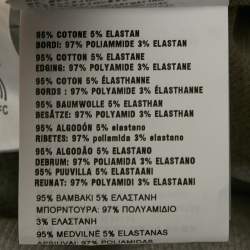 95% COTONE 5% ELASTAN
BORDI: 97% POLIAMMIDE 3% ELASTAN
95% COTTON 5% ELASTANE
EDGING: 97% POLYAMIDE 3% ELASTANE
95% COTON 5% ÉLASTHANNE
BORDS : 97% POLYAMIDE 3% ÉLASTHANNE
95% BAUMWOLLE 5% ELASTHAN
BESÄTZE: 97% POLYAMID 3% ELASTHAN
95% ALGODÓN 5% elastano
RIBETES: 97% poliamida 3% elastano
95% ALGODÃO 5% ELASTANO
DEBRUM: 97% POLIAMIDA 3% ELASTANO
95% PUUVILLA 5% ELASTAANI
REUNAT: 97% POLYAMIDI 3% ELASTAANI
95% ΒΑΜΒΑΚΙ 5% ΕΛΑΣΤΑΝΗ
ΜΠΟΡΝΤΟΥΡΑ: 97% ΠΟΛΥΑΜΙΔΙΟ
3% ΕΛΑΣΤΑΝΗ
95% MEDVILNĖ 5% ELASTANAS
97% POLIAMIDAS
FC